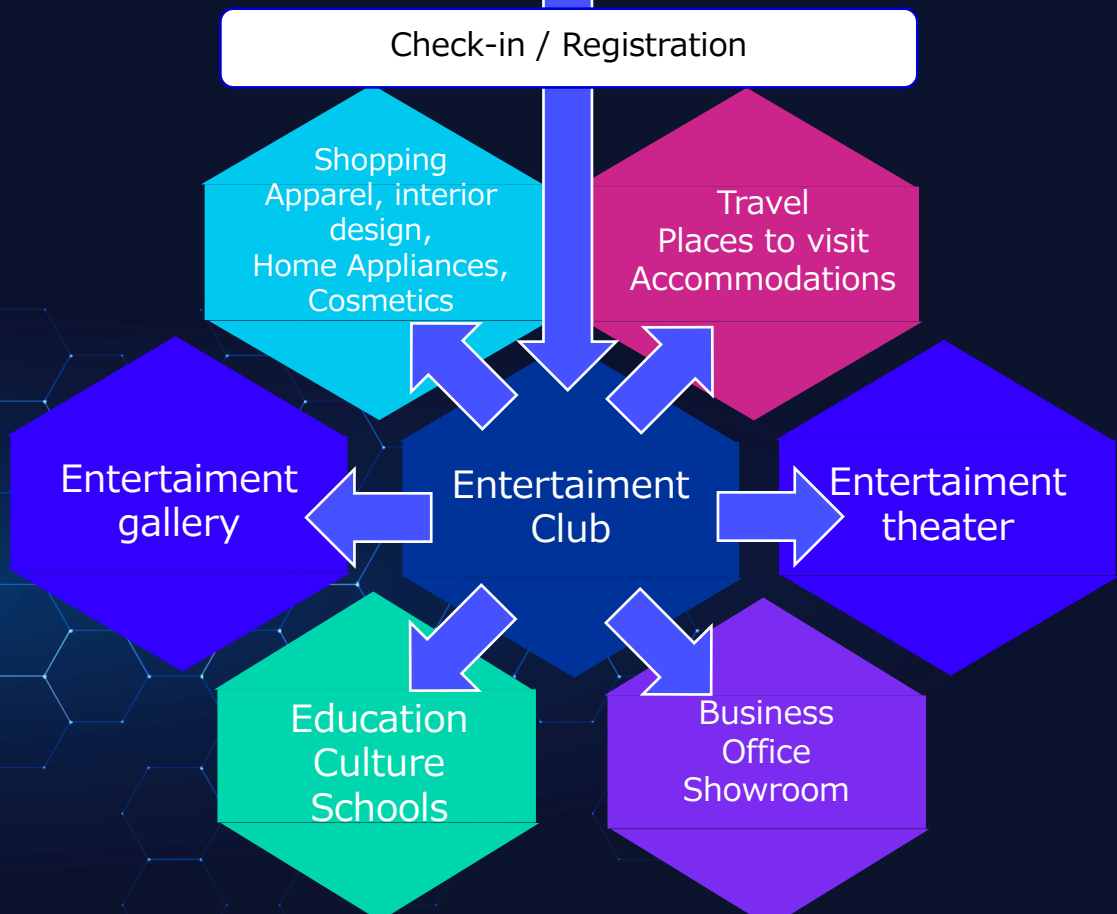 Check-in / Registration
Shopping
Apparel, interior
design,
Home Appliances,
Cosmetics
Travel
Places to visit
Accommodations
Entertaiment
gallery
Entertaiment
Club
Entertaiment
theater
Education
Culture
Schools
Business
Office
Showroom